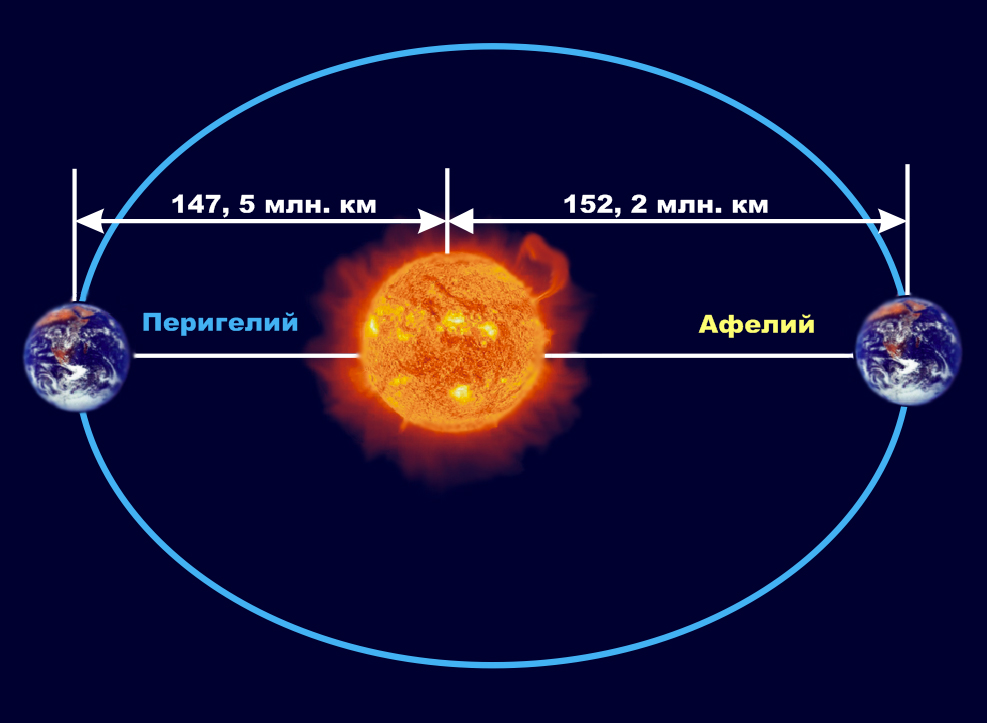 147, 5 млн. км
152, 2 млн. км
Перигелий
Афелий